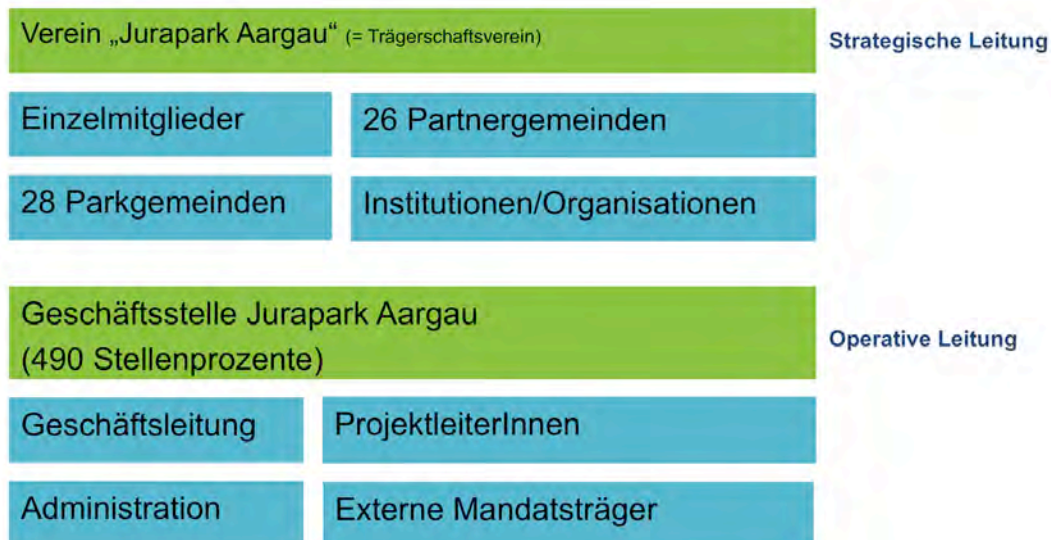 Verein „Jurapark Aargau“ (= Trägerschaftsverein)
Strategische Leitung
Einzelmitglieder
26 Partnergemeinden
28 Parkgemeinden
Institutionen/Organisationen
Geschäftsstelle Jurapark Aargau
(490 Stellenprozente)
Operative Leitung
Geschäftsleitung
ProjektleiterInnen
Administration
Externe Mandatsträger